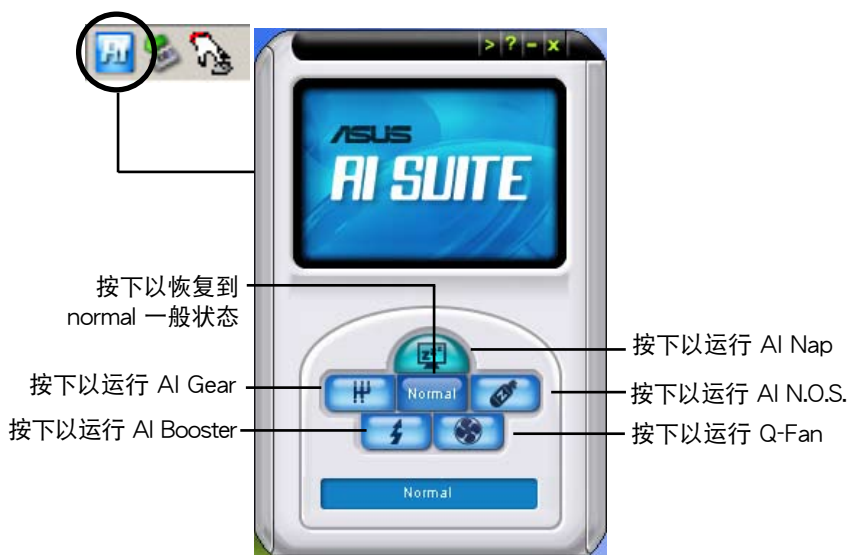 AI
> ? - x
ASUS
AI SUITE
按下以恢复到
normal 一般状态
按下以运行 AI Nap
按下以运行 AI Gear
Normal
按下以运行 AI N.O.S.
按下以运行 AI Booster
按下以运行 Q-Fan
Normal